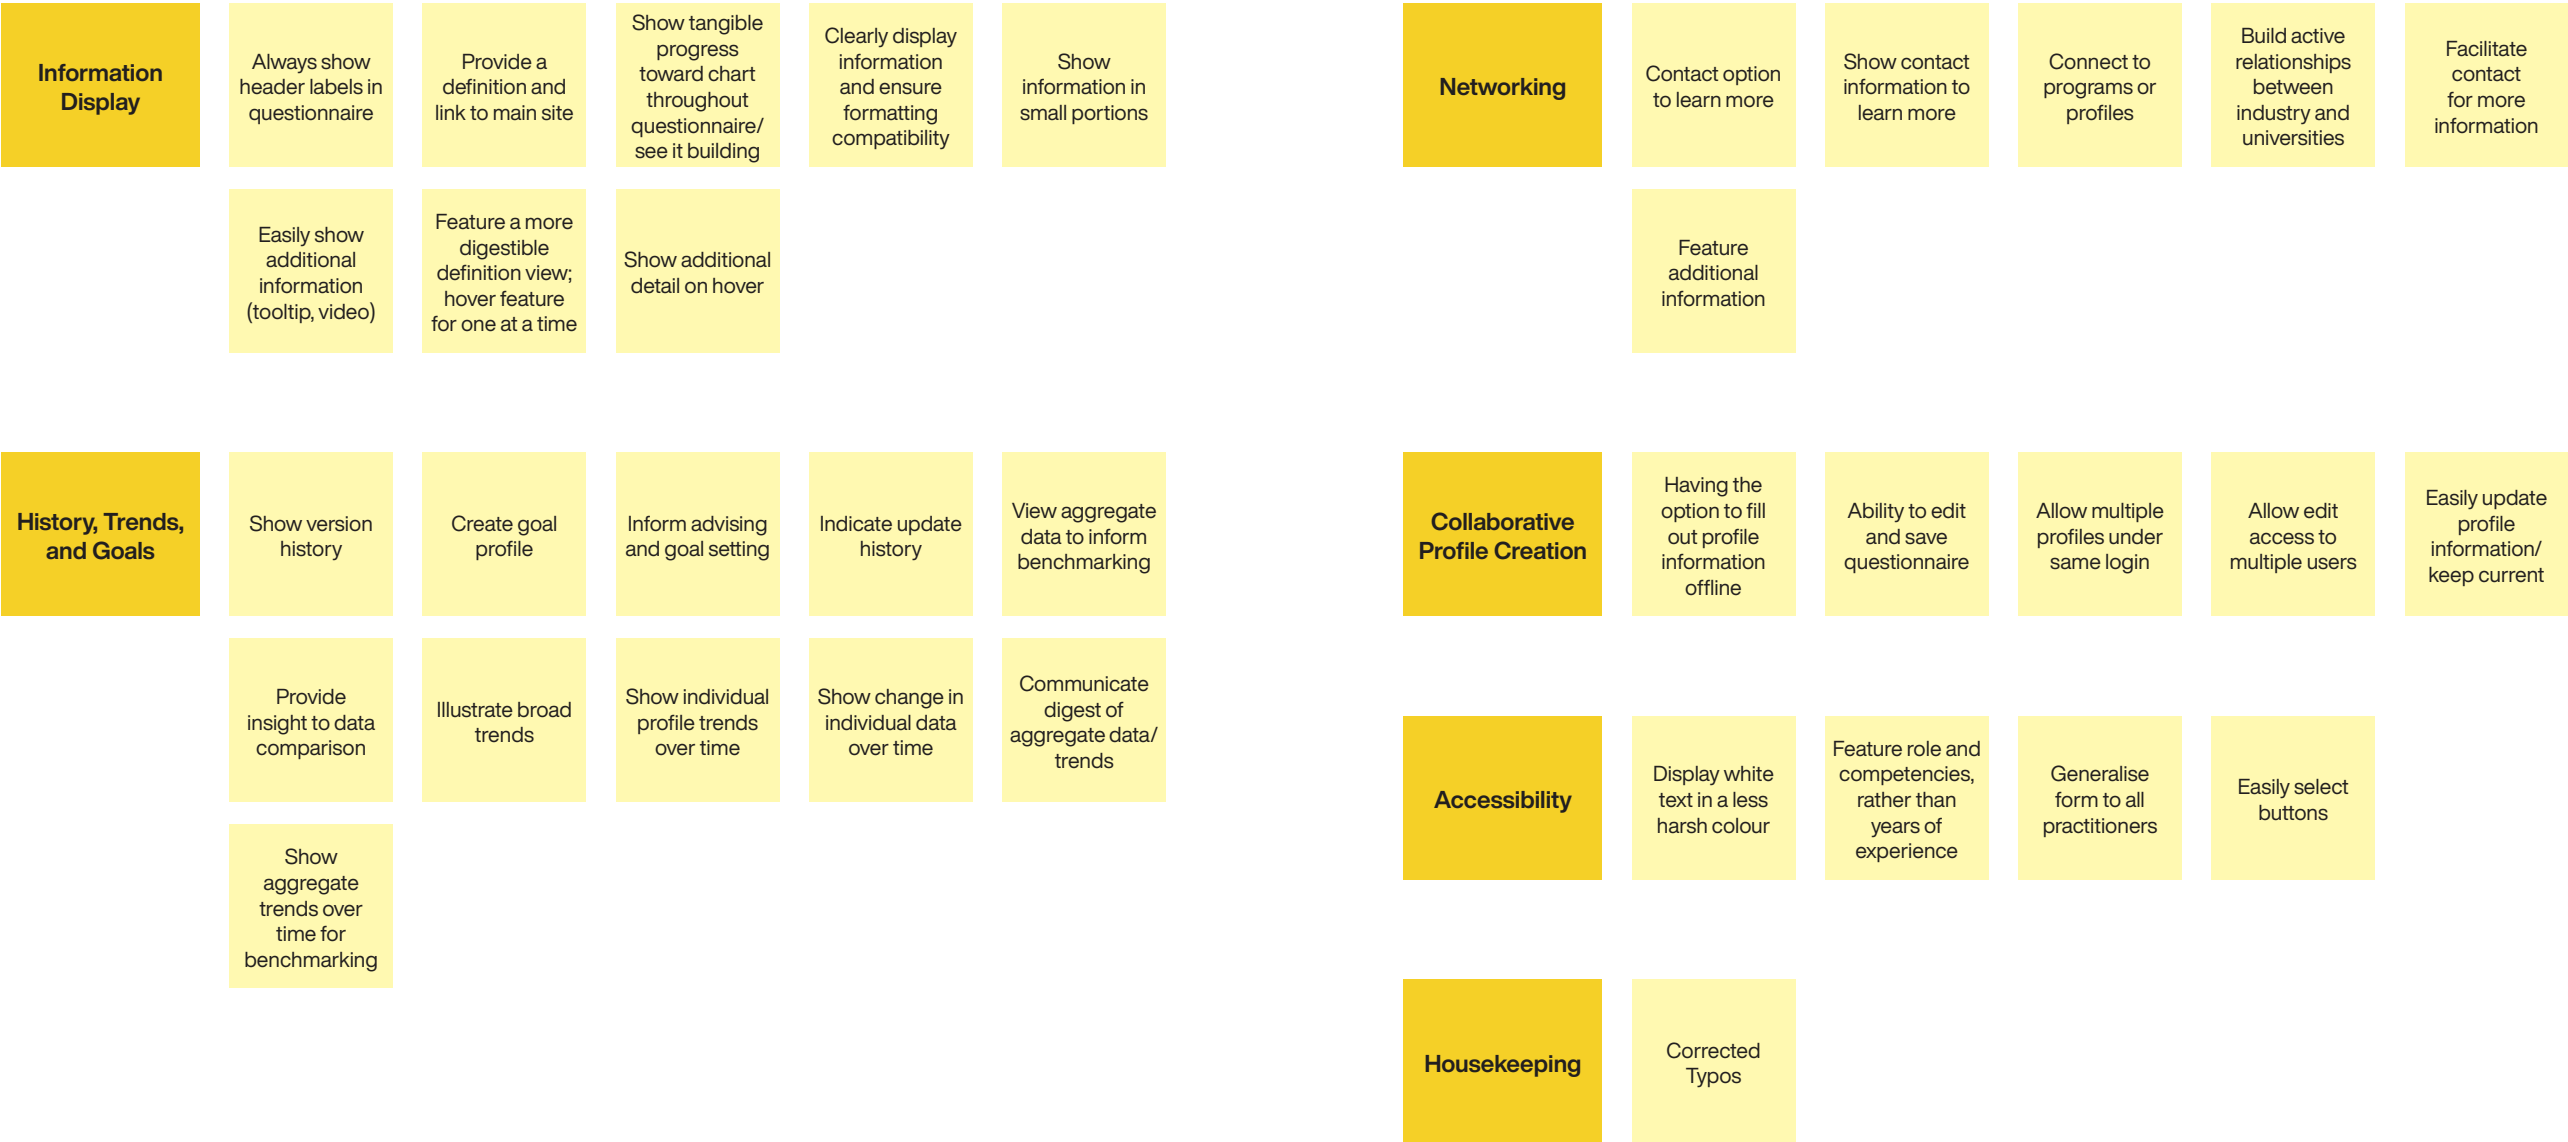 Information
Display
Always show
header labels in
questionnaire
Provide a
definition and
link to main site
Show tangible
progress
toward chart
throughout
questionnaire/
see it building
Clearly display
information
and ensure
formatting
compatibility
Show
information in
small portions
Easily show
additional
information
(tooltip, video)
Feature a more
digestible
definition view;
hover feature
for one at a time
Show additional
detail on hover
Networking
Contact option
to learn more
Show contact
information to
learn more
Connect to
programs or
profiles
Build active
relationships
between
industry and
universities
Facilitate
contact
for more
information
Feature
additional
information
History, Trends,
and Goals
Show version
history
Create goal
profile
Inform advising
and goal setting
Indicate update
history
View aggregate
data to inform
benchmarking
Provide
insight to data
comparison
Illustrate broad
trends
Show individual
profile trends
over time
Show change in
individual data
over time
Communicate
digest of
aggregate data/
trends
Show
aggregate
trends over
time for
benchmarking
Collaborative
Profile Creation
Having the
option to fill
out profile
information
offline
Ability to edit
and save
questionnaire
Allow multiple
profiles under
same login
Allow edit
access to
multiple users
Easily update
profile
information/
keep current
Accessibility
Display white
text in a less
harsh colour
Feature role and
competencies,
rather than
years of
experience
Generalise
form to all
practitioners
Easily select
buttons
Housekeeping
Corrected
Typos